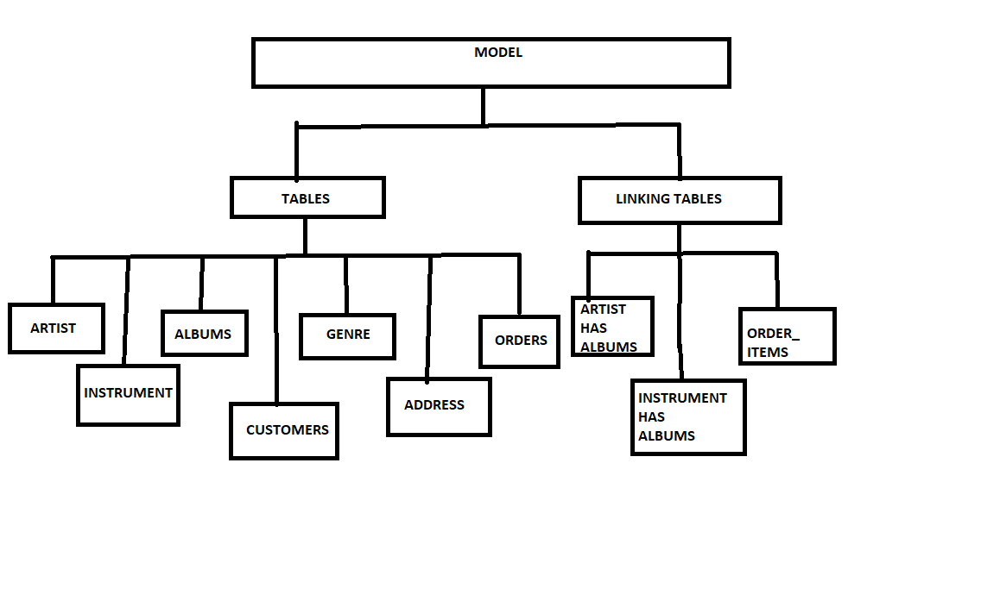 MODEL
TABLES
LINKING TABLES
ARTIST
INSTRUMENT
ALBUMS
CUSTOMERS
GENRE
ADDRESS
ORDERS
ARTIST
HAS
ALBUMS
INSTRUMENT
HAS
ALBUMS
ORDER_
ITEMS